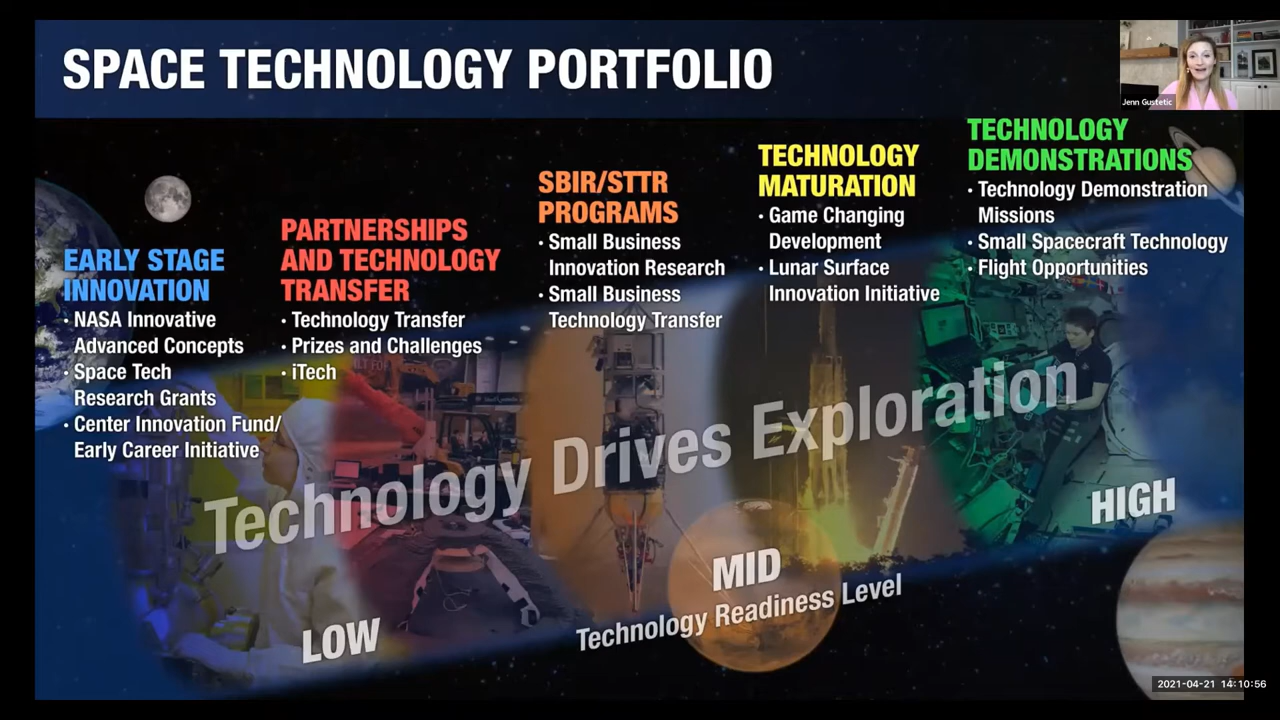 SPACE TECHNOLOGY PORTFOLIO
Jenn Gustetic
EARLY STAGE
INNOVATION
• NASA Innovative
Advanced Concepts
• Space Tech
Research Grants
• Center Innovation Fund/
Early Career Initiative
PARTNERSHIPS
AND TECHNOLOGY
TRANSFER
• Technology Transfer
• Prizes and Challenges
• iTech
SBIR/STTR
PROGRAMS
• Small Business
Innovation Research
• Small Business
Technology Transfer
TECHNOLOGY
MATURATION
• Game Changing
Development
• Lunar Surface
Innovation Initiative
TECHNOLOGY
DEMONSTRATIONS
• Technology Demonstration
Missions
• Small Spacecraft Technology
• Flight Opportunities
Technology Drives Exploration
LOW
MID
HIGH
Technology Readiness Level
2021-04-21 14:10:56